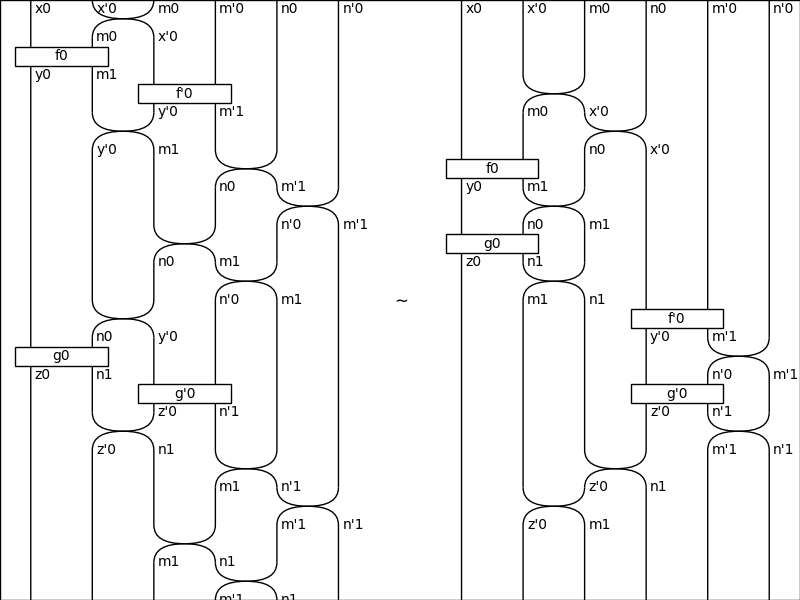 x0 x'0 m0 m'0 n0 n'0 x0 x'0 m0 n0 m'0 n'0
m0 x'0
f0
y0 m1
f'0
y'0 m'1 m0 x'0
y'0 m1 n0 x'0
f0
n0 m'1 y0 m1
n'0 m'1 n0 m1
g0
n0 m1 z0 n1
n'0 m1 ~ m1 n1
f'0
n0 y'0 y'0 m'1
g0
z0 n1 n'0 m'1
g'0 g'0
z'0 n'1 z'0 n'1
z'0 n1 m'1 n'1
m1 n'1 z'0 n1
m'1 n'1 z'0 m1
m1 n1
m'1 n1